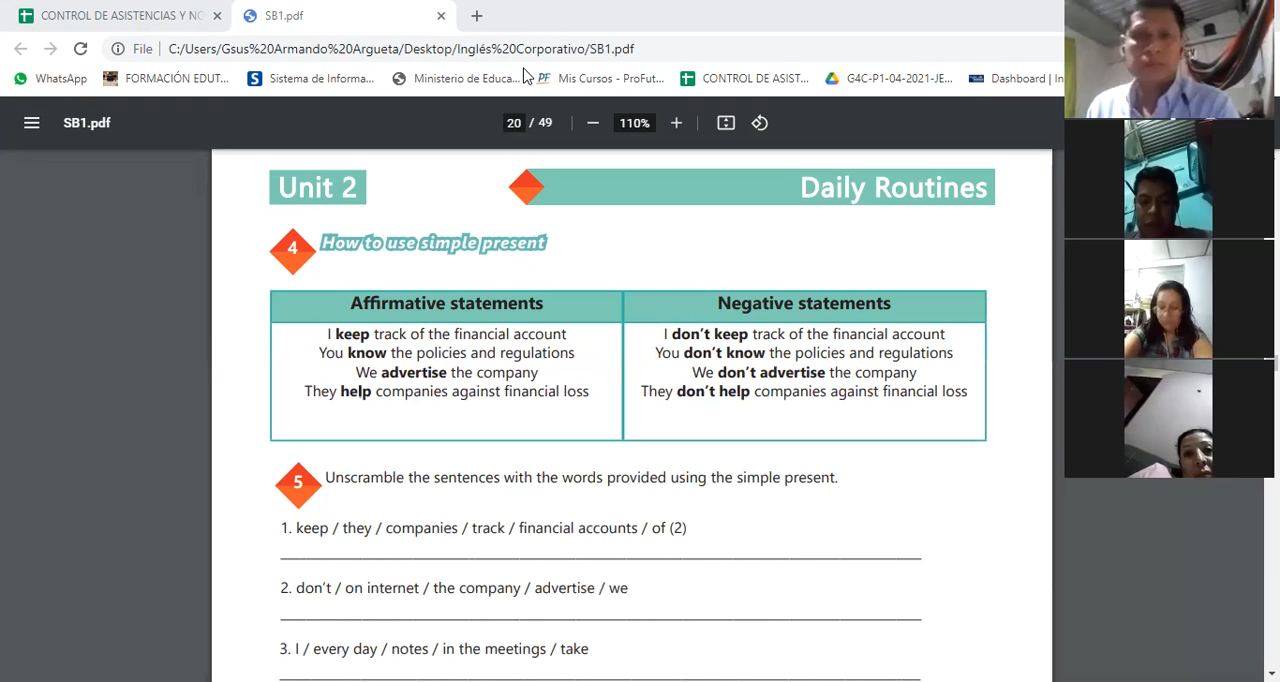 CONTROL DE ASISTENCIAS Y NO
SB1.pdf
File
C:/Users/Gsus%20Armando%20Argueta/Desktop/Inglés%20Corporativo/SB1.pdf
WhatsApp
FORMACIÓN EDUT...
Sistema de Informa...
Ministerio de Educa...
PF Mis Cursos - ProFut...
CONTROL DE ASIST...
G4C-P1-04-2021-JE...
Dashboard | In
SB1.pdf
20 / 49
110%
Unit 2
Daily Routines
4 How to use simple present
Affirmative statements
I keep track of the financial account
You know the policies and regulations
We advertise the company
They help companies against financial loss
Negative statements
I don't keep track of the financial account
You don't know the policies and regulations
We don't advertise the company
They don't help companies against financial loss
5 Unscramble the sentences with the words provided using the simple present.
1. keep / they / companies / track / financial accounts / of (2)
2. don't / on internet / the company / advertise / we
3. I / every day / notes / in the meetings / take